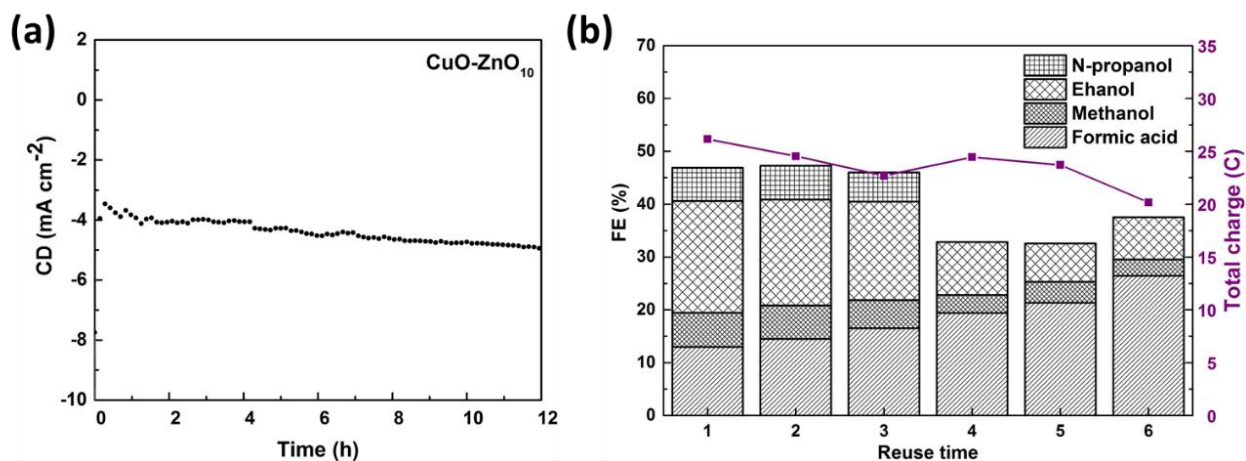 (a)
CuO-ZnO10
2
0
-2
-4
-6
-8
-10
CD (mA cm-2)
0 2 4 6 8 10 12
Time (h)
(b)
N-propanol
Ehanol
Methanol
Formic acid
70
60
50
40
30
20
10
0
FE (%)
35
30
25
20
15
10
5
0
Total charge (C)
1 2 3 4 5 6
Reuse time